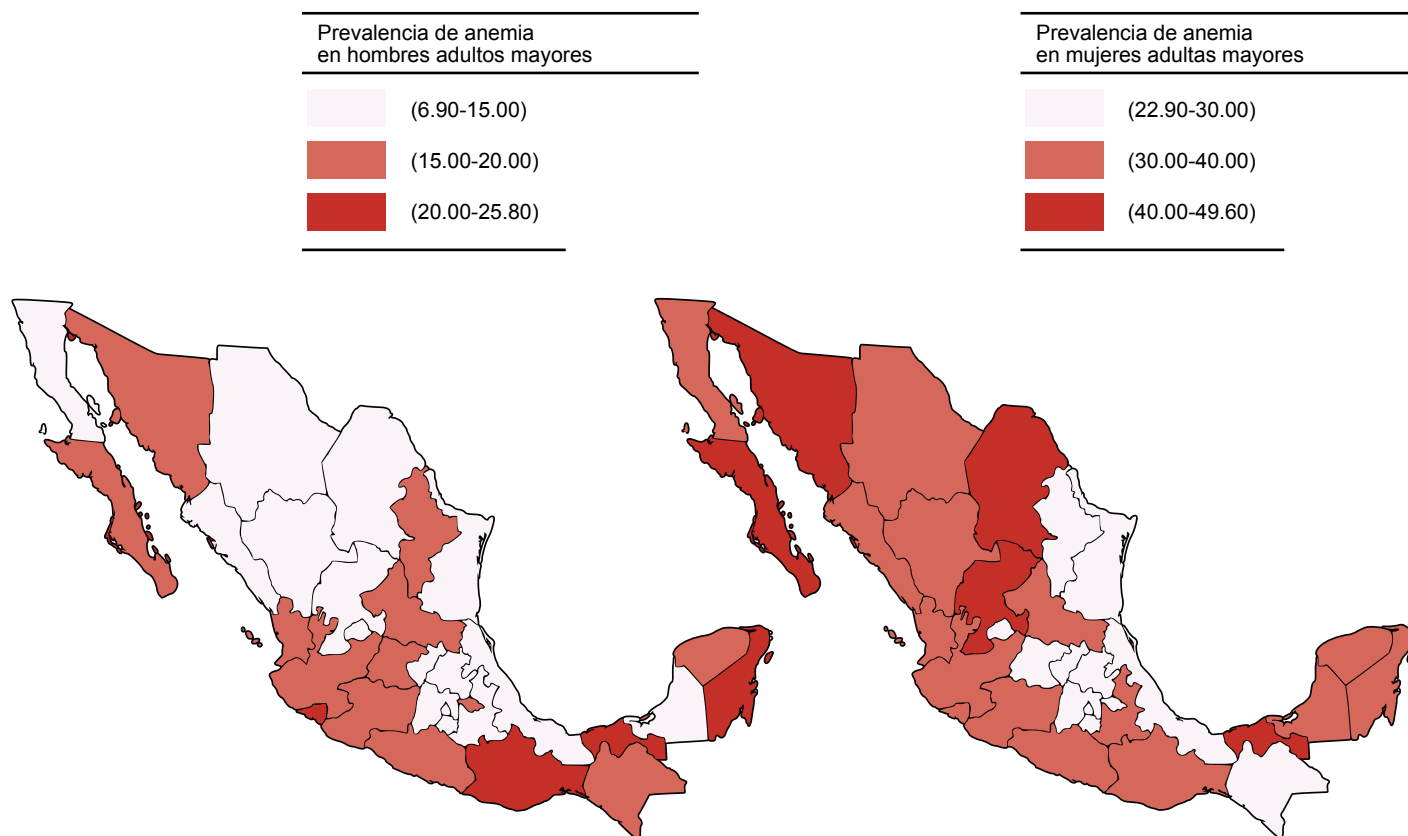 Prevalencia de anemia
en hombres adultos mayores
(6.90-15.00)
(15.00-20.00)
(20.00-25.80)
Prevalencia de anemia
en mujeres adultas mayores
(22.90-30.00)
(30.00-40.00)
(40.00-49.60)